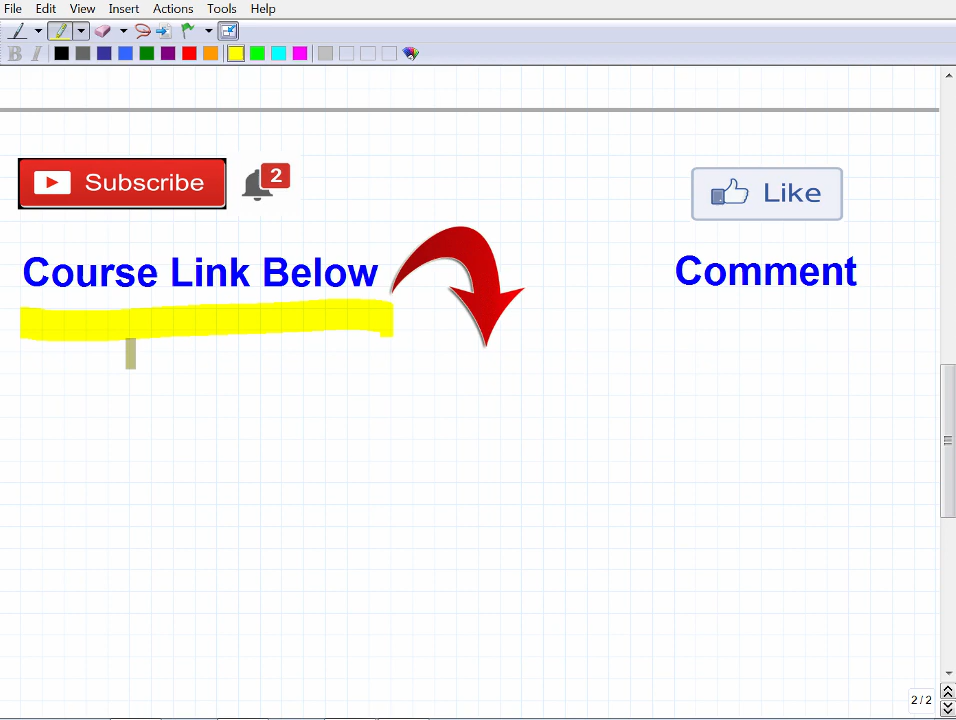 File Edit View Insert Actions Tools Help
B I
Subscribe 2
Like
Course Link Below
Comment
2 / 2